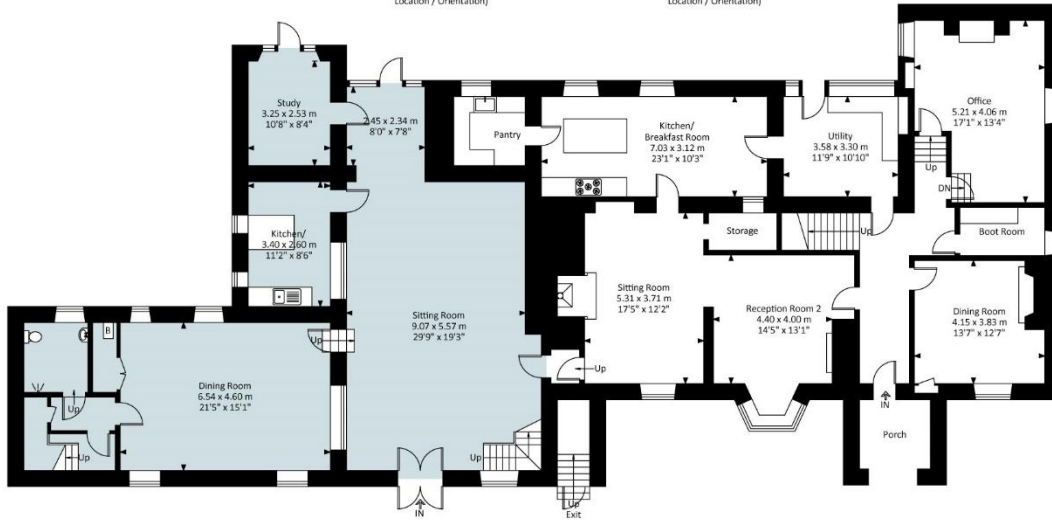 Location / Orientation)
Location / Orientation)
Study
3.25 x 2.53 m
10'8" x 8'4"
2.45 x 2.34 m
8'0" x 7'8"
Pantry
Kitchen/
Breakfast Room
7.03 x 3.12 m
23'1" x 10'3"
Utility
3.58 x 3.30 m
11'9" x 10'10"
Office
5.21 x 4.06 m
17'1" x 13'4"
Up
DN
Kitchen/
3.40 x 2.60 m
11'2" x 8'6"
Storage
Up
Boot Room
Sitting Room
9.07 x 5.57 m
29'9" x 19'3"
Sitting Room
5.31 x 3.71 m
17'5" x 12'2"
Reception Room 2
4.40 x 4.00 m
14'5" x 13'1"
Dining Room
4.15 x 3.83 m
13'7" x 12'7"
B
Up
Dining Room
6.54 x 4.60 m
21'5" x 15'1"
Up
Up
Up
Up
IN
Up
Exit
IN
Porch